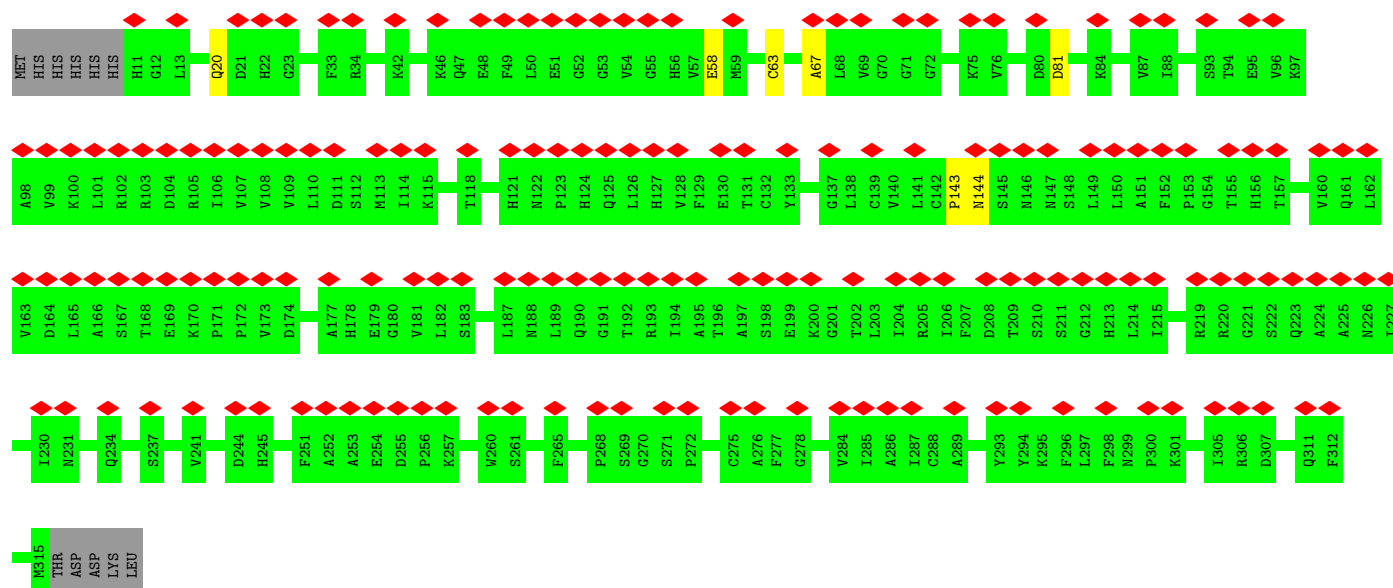 MET HIS HIS HIS HIS HIS H11 G12 L13 Q20 D21 H22 G23 F33 R34 K42 K46 Q47 E48 F49 L50 E51 G52 G53 V54 G55 H56 V57 E58 M59 C63 A67 L68 V69 G70 G71 G72 K75 V76 D80 D81 K84 V87 I88 S93 T94 E95 V96 K97
A98 V99 K100 L101 R102 R103 D104 R105 I106 V107 V108 V109 L110 D111 S112 M113 I114 K115 T118 H121 N122 P123 H124 Q125 L126 H127 V128 F129 E130 T131 C132 Y133 G137 L138 C139 V140 L141 C142 P143 N144 S145 N146 N147 S148 L149 L150 A151 F152 P153 G154 T155 H156 T157 V160 Q161 L162
V163 D164 L165 A166 S167 T168 E169 K170 P171 P172 V173 D174 A177 H178 E179 G180 V181 L182 S183 L187 N188 L189 Q190 G191 T192 R193 I194 A195 T196 A197 S198 E199 K200 G201 T202 L203 I204 R205 I206 F207 D208 T209 S210 S211 G212 H213 L214 I215 R219 R220 G221 S222 Q223 A224 A225 N226
I230 N231 Q234 S237 V241 D244 H245 F251 A252 A253 E254 D255 P256 K257 W260 S261 F265 P268 S269 G270 S271 P272 C275 A276 F277 G278 V284 I285 A286 I287 C288 A289 Y293 Y294 K295 F296 L297 F298 N299 P300 K301 I305 R306 D307 Q311 F312
M315 THR ASP ASP LYS LEU